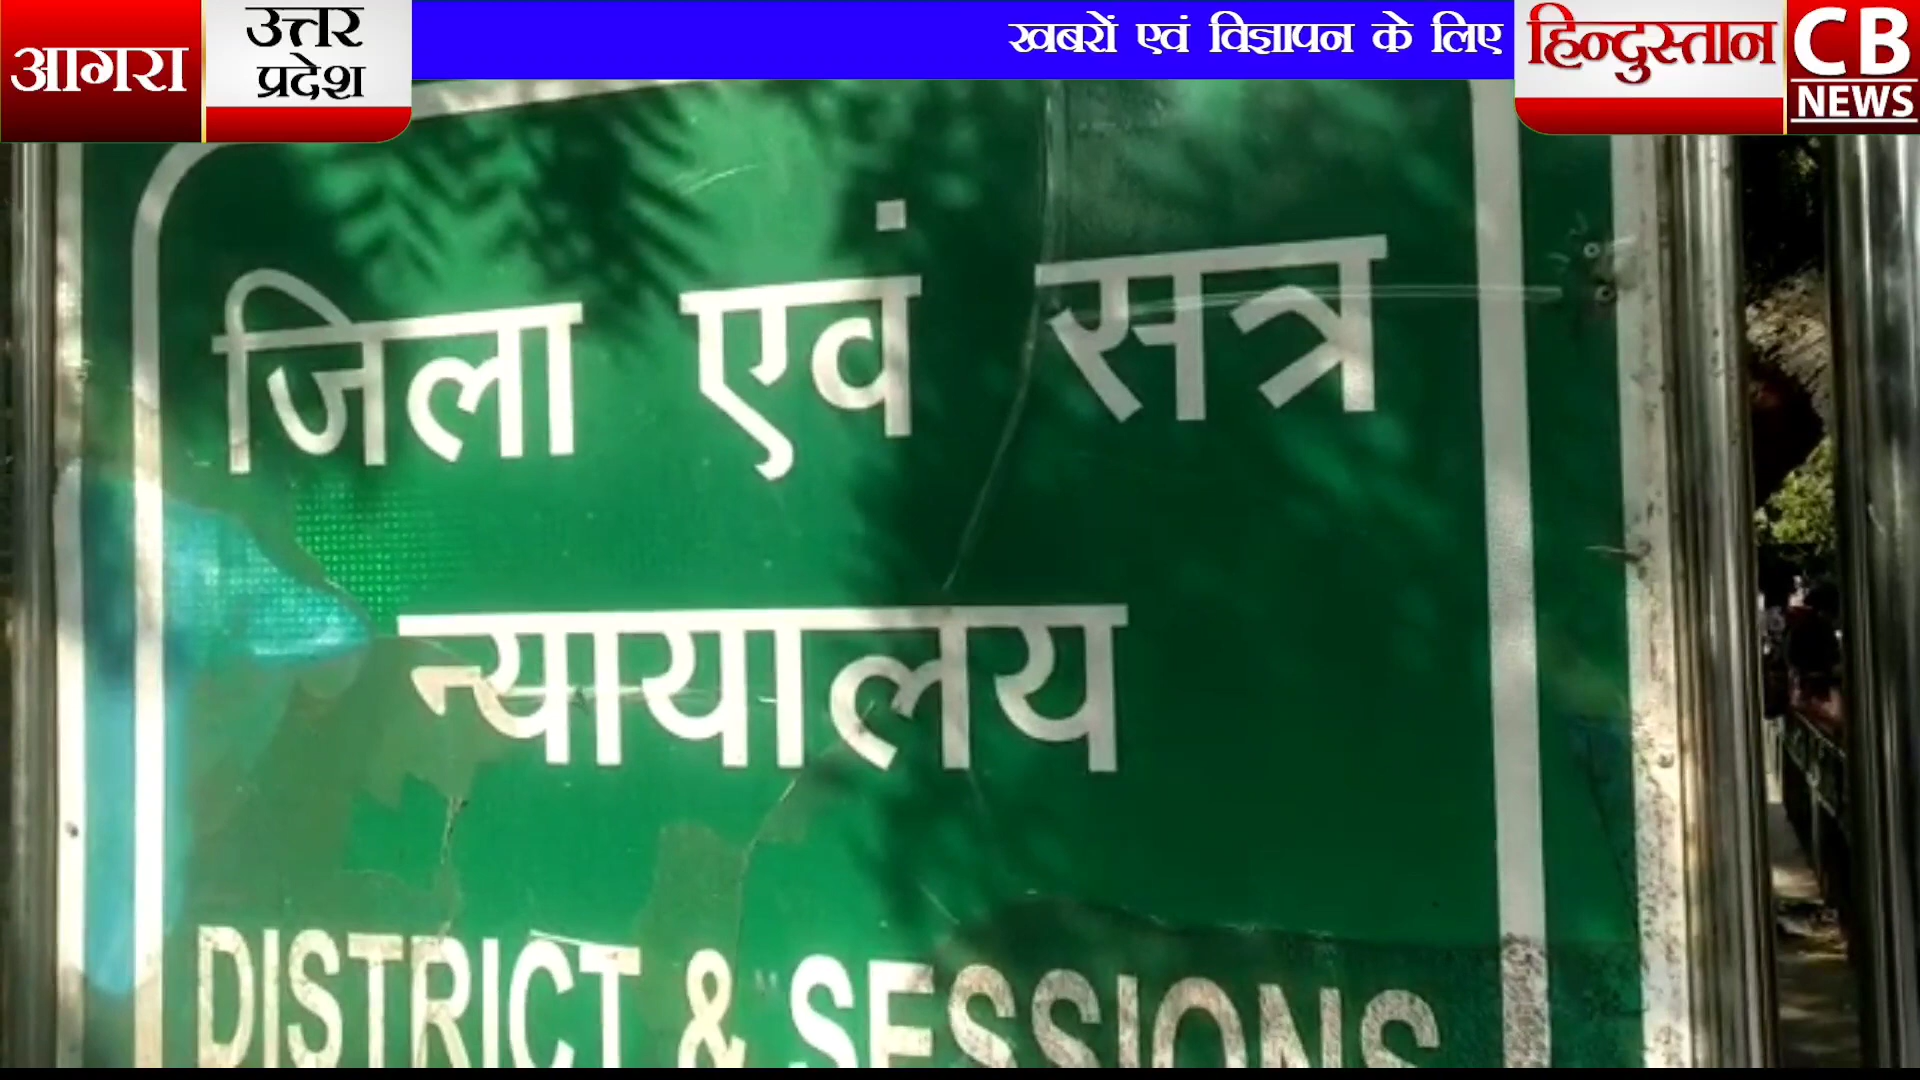 आगरा
उत्तर
प्रदेश
खबरों एवं विज्ञापन के लिए
हिन्दुस्तान
CB
NEWS
जिला एवं सत्र
न्यायालय
DISTRICT & SESSIONS